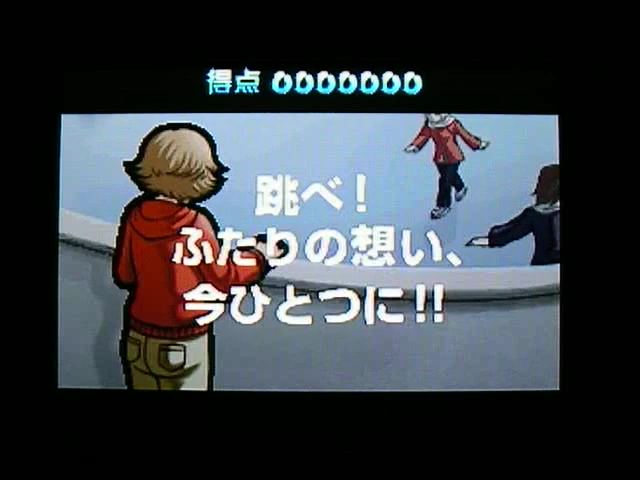 得点 0000000
跳べ!
ふたりの想い、
今ひとつに!!